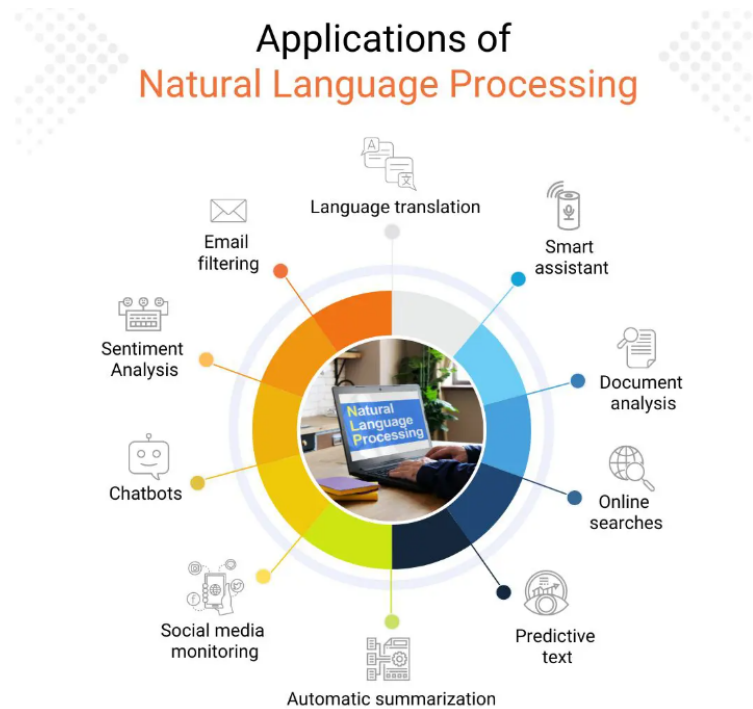 Applications of
Natural Language Processing
Language translation
Smart
assistant
Document
analysis
Online
searches
Predictive
text
Automatic summarization
Social media
monitoring
Chatbots
Sentiment
Analysis
Email
filtering
Natural
Language
Processing